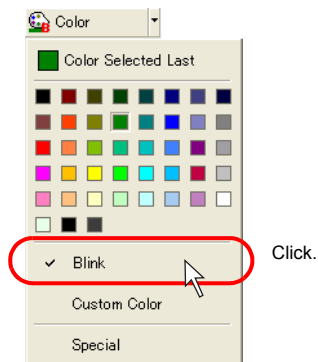 Color
Color Selected Last
Blink
Click.
Custom Color
Special